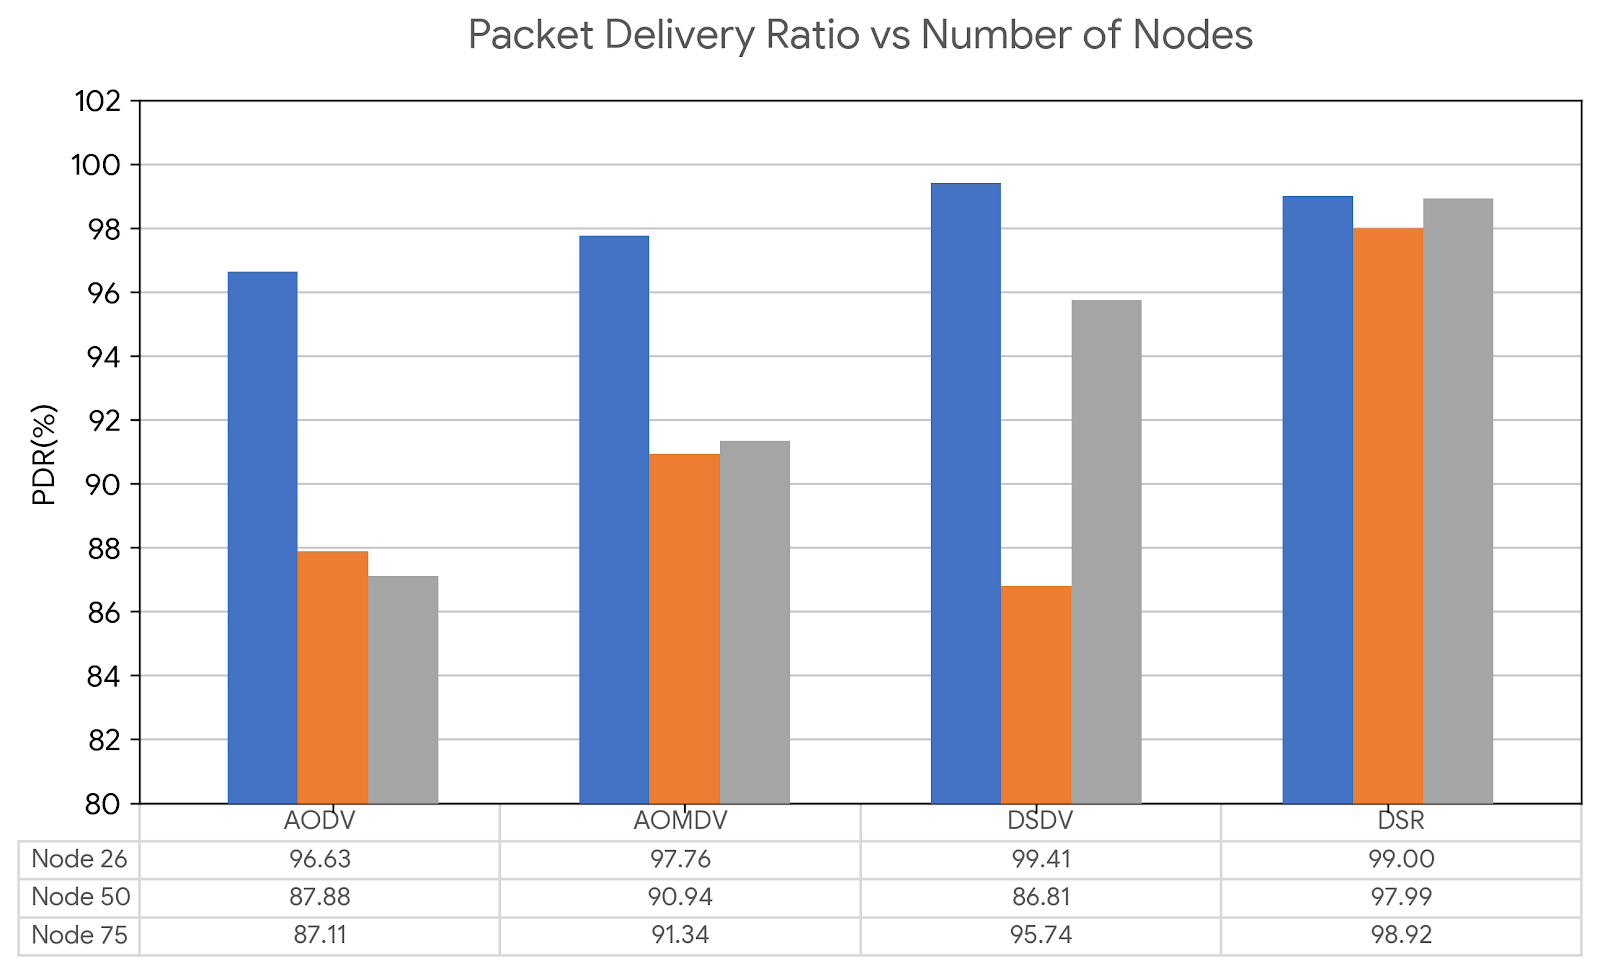 Packet Delivery Ratio vs Number of Nodes
102
100
98
96
94
92
90
88
86
84
82
80
PDR(%)
AODV AOMDV DSDV DSR
Node 26 96.63 97.76 99.41 99.00
Node 50 87.88 90.94 86.81 97.99
Node 75 87.11 91.34 95.74 98.92